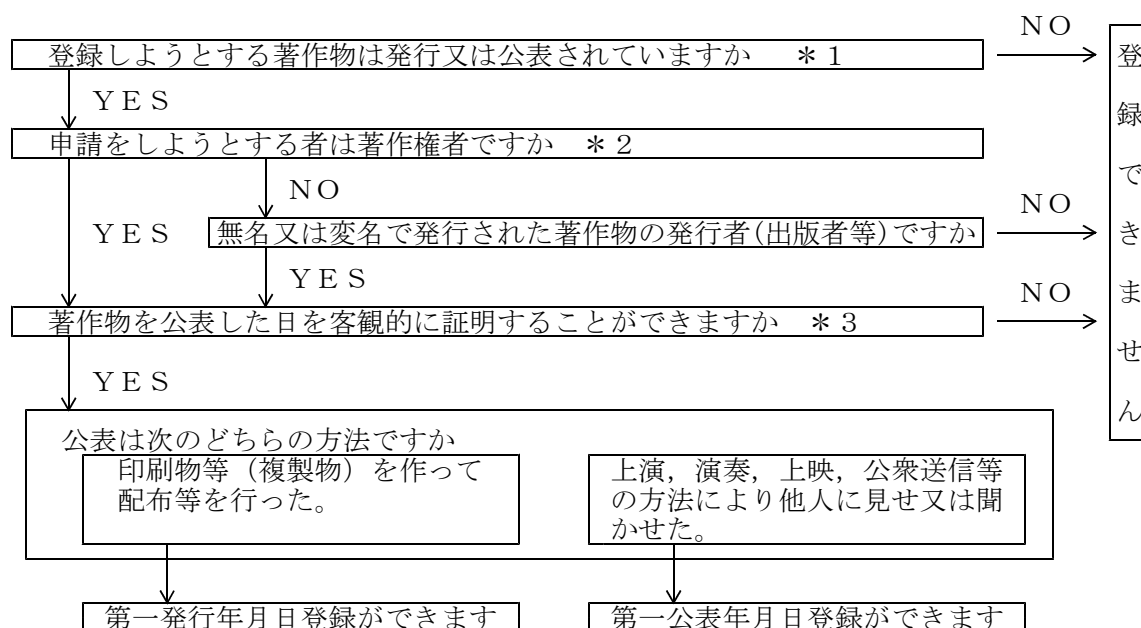 NO
登録しようとする著作物は発行又は公表されていますか ＊１
YES
申請をしようとする者は著作権者ですか ＊２
NO
NO
YES
無名又は変名で発行された著作物の発行者(出版者等)ですか
YES
NO
著作物を公表した日を客観的に証明することができますか ＊３
YES
登録できません
公表は次のどちらの方法ですか
印刷物等（複製物）を作って
配布等を行った。
上演，演奏，上映，公衆送信等
の方法により他人に見せ又は聞
かせた。
第一発行年月日登録ができます
第一公表年月日登録ができます